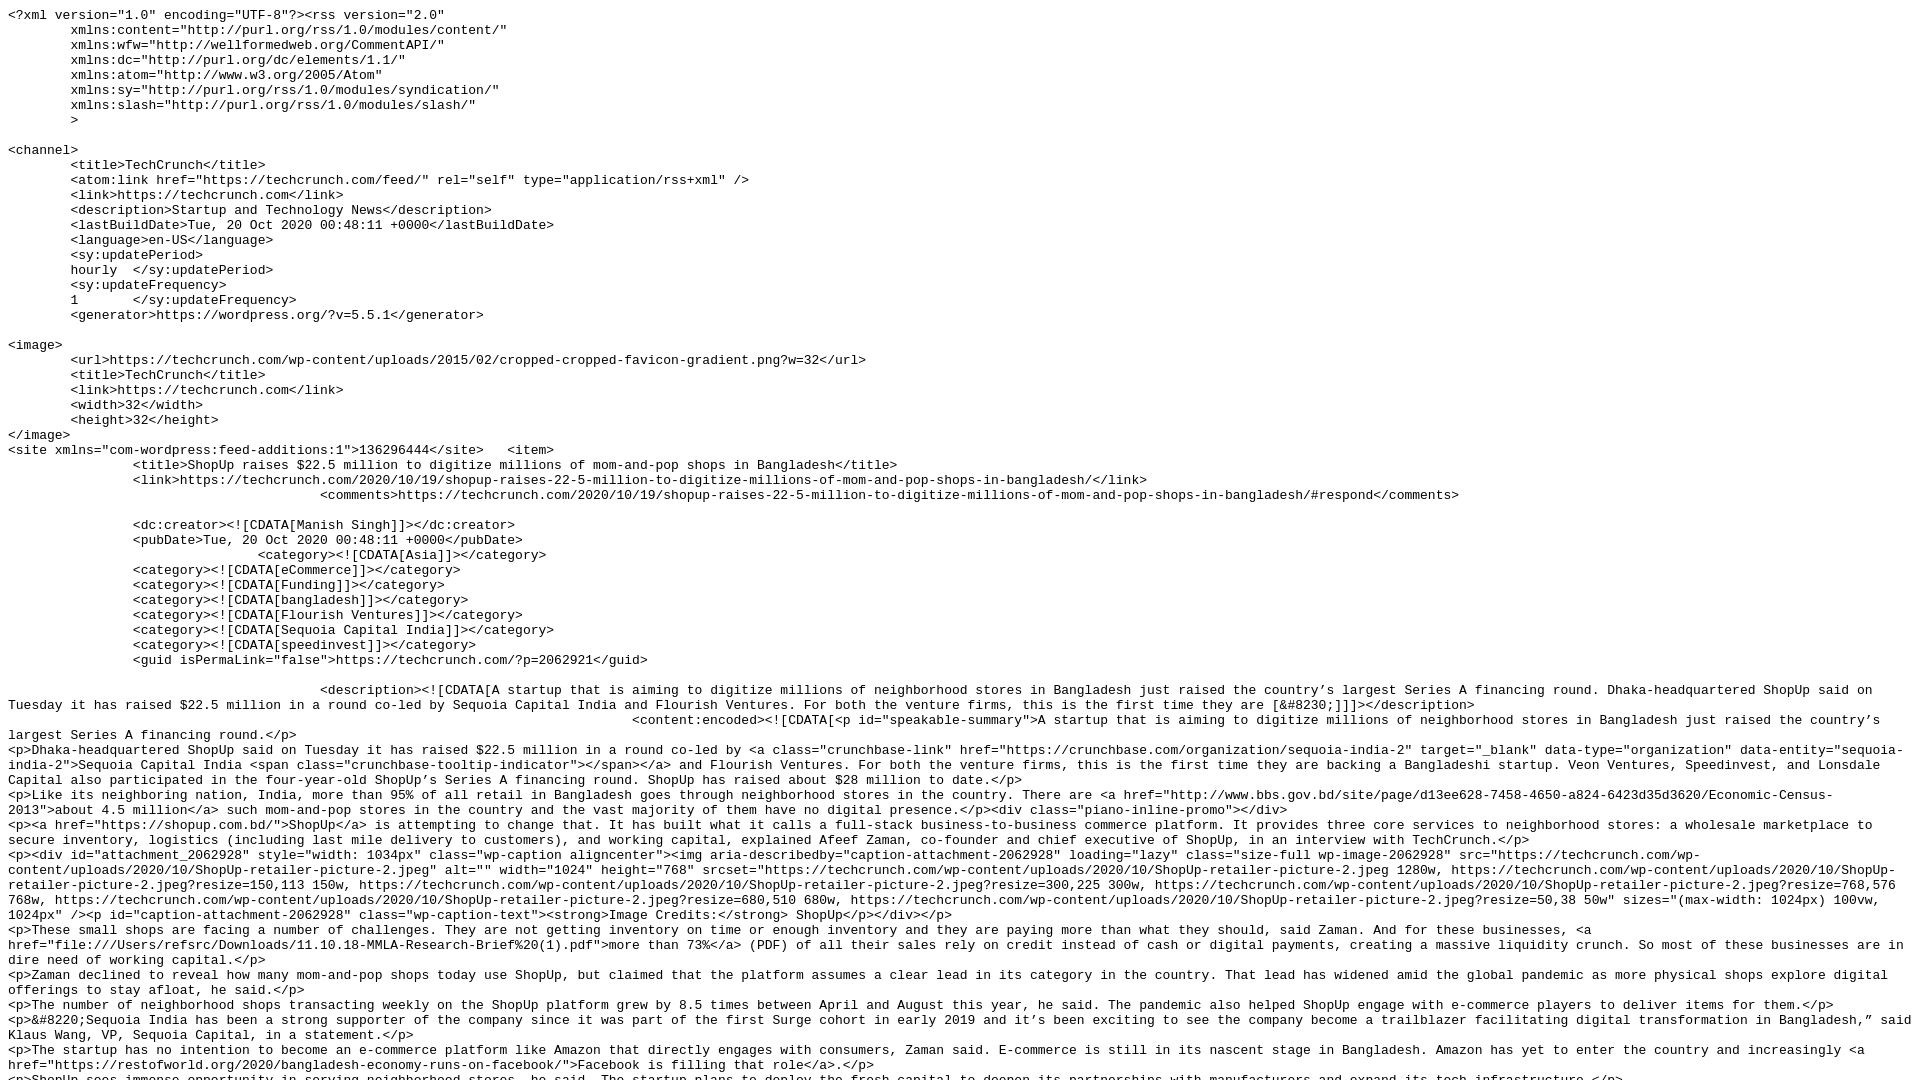 <?xml version="1.0" encoding="UTF-8"?><rss version="2.0"
xmlns:content="http://purl.org/rss/1.0/modules/content/"
xmlns:wfw="http://wellformedweb.org/CommentAPI/"
xmlns:dc="http://purl.org/dc/elements/1.1/"
xmlns:atom="http://www.w3.org/2005/Atom"
xmlns:sy="http://purl.org/rss/1.0/modules/syndication/"
xmlns:slash="http://purl.org/rss/1.0/modules/slash/"
>
<channel>
<title>TechCrunch</title>
<atom:link href="https://techcrunch.com/feed/" rel="self" type="application/rss+xml" />
<link>https://techcrunch.com</link>
<description>Startup and Technology News</description>
<lastBuildDate>Tue, 20 Oct 2020 00:48:11 +0000</lastBuildDate>
<language>en-US</language>
<sy:updatePeriod>
hourly  </sy:updatePeriod>
<sy:updateFrequency>
1       </sy:updateFrequency>
<generator>https://wordpress.org/?v=5.5.1</generator>
<image>
<url>https://techcrunch.com/wp-content/uploads/2015/02/cropped-cropped-favicon-gradient.png?w=32</url>
<title>TechCrunch</title>
<link>https://techcrunch.com</link>
<width>32</width>
<height>32</height>
</image>
<site xmlns="com-wordpress:feed-additions:1">136296444</site>   <item>
<title>ShopUp raises $22.5 million to digitize millions of mom-and-pop shops in Bangladesh</title>
<link>https://techcrunch.com/2020/10/19/shopup-raises-22-5-million-to-digitize-millions-of-mom-and-pop-shops-in-bangladesh/</link>
<comments>https://techcrunch.com/2020/10/19/shopup-raises-22-5-million-to-digitize-millions-of-mom-and-pop-shops-in-bangladesh/#respond</comments>
<dc:creator><![CDATA[Manish Singh]]></dc:creator>
<pubDate>Tue, 20 Oct 2020 00:48:11 +0000</pubDate>
<category><![CDATA[Asia]]></category>
<category><![CDATA[eCommerce]]></category>
<category><![CDATA[Funding]]></category>
<category><![CDATA[bangladesh]]></category>
<category><![CDATA[Flourish Ventures]]></category>
<category><![CDATA[Sequoia Capital India]]></category>
<category><![CDATA[speedinvest]]></category>
<guid isPermaLink="false">https://techcrunch.com/?p=2062921</guid>
<description><![CDATA[A startup that is aiming to digitize millions of neighborhood stores in Bangladesh just raised the country’s largest Series A financing round. Dhaka-headquartered ShopUp said on
Tuesday it has raised $22.5 million in a round co-led by Sequoia Capital India and Flourish Ventures. For both the venture firms, this is the first time they are [&#8230;]]]></description>
<content:encoded><![CDATA[<p id="speakable-summary">A startup that is aiming to digitize millions of neighborhood stores in Bangladesh just raised the country’s
largest Series A financing round.</p>
<p>Dhaka-headquartered ShopUp said on Tuesday it has raised $22.5 million in a round co-led by <a class="crunchbase-link" href="https://crunchbase.com/organization/sequoia-india-2" target="_blank" data-type="organization" data-entity="sequoia-
india-2">Sequoia Capital India <span class="crunchbase-tooltip-indicator"></span></a> and Flourish Ventures. For both the venture firms, this is the first time they are backing a Bangladeshi startup. Veon Ventures, Speedinvest, and Lonsdale
Capital also participated in the four-year-old ShopUp’s Series A financing round. ShopUp has raised about $28 million to date.</p>
<p>Like its neighboring nation, India, more than 95% of all retail in Bangladesh goes through neighborhood stores in the country. There are <a href="http://www.bbs.gov.bd/site/page/d13ee628-7458-4650-a824-6423d35d3620/Economic-Census-
2013">about 4.5 million</a> such mom-and-pop stores in the country and the vast majority of them have no digital presence.</p><div class="piano-inline-promo"></div>
<p><a href="https://shopup.com.bd/">ShopUp</a> is attempting to change that. It has built what it calls a full-stack business-to-business commerce platform. It provides three core services to neighborhood stores: a wholesale marketplace to
secure inventory, logistics (including last mile delivery to customers), and working capital, explained Afeef Zaman, co-founder and chief executive of ShopUp, in an interview with TechCrunch.</p>
<p><div id="attachment_2062928" style="width: 1034px" class="wp-caption aligncenter"><img aria-describedby="caption-attachment-2062928" loading="lazy" class="size-full wp-image-2062928" src="https://techcrunch.com/wp-
content/uploads/2020/10/ShopUp-retailer-picture-2.jpeg" alt="" width="1024" height="768" srcset="https://techcrunch.com/wp-content/uploads/2020/10/ShopUp-retailer-picture-2.jpeg 1280w, https://techcrunch.com/wp-content/uploads/2020/10/ShopUp-
retailer-picture-2.jpeg?resize=150,113 150w, https://techcrunch.com/wp-content/uploads/2020/10/ShopUp-retailer-picture-2.jpeg?resize=300,225 300w, https://techcrunch.com/wp-content/uploads/2020/10/ShopUp-retailer-picture-2.jpeg?resize=768,576
768w, https://techcrunch.com/wp-content/uploads/2020/10/ShopUp-retailer-picture-2.jpeg?resize=680,510 680w, https://techcrunch.com/wp-content/uploads/2020/10/ShopUp-retailer-picture-2.jpeg?resize=50,38 50w" sizes="(max-width: 1024px) 100vw,
1024px" /><p id="caption-attachment-2062928" class="wp-caption-text"><strong>Image Credits:</strong> ShopUp</p></div></p>
<p>These small shops are facing a number of challenges. They are not getting inventory on time or enough inventory and they are paying more than what they should, said Zaman. And for these businesses, <a
href="file:///Users/refsrc/Downloads/11.10.18-MMLA-Research-Brief%20(1).pdf">more than 73%</a> (PDF) of all their sales rely on credit instead of cash or digital payments, creating a massive liquidity crunch. So most of these businesses are in
dire need of working capital.</p>
<p>Zaman declined to reveal how many mom-and-pop shops today use ShopUp, but claimed that the platform assumes a clear lead in its category in the country. That lead has widened amid the global pandemic as more physical shops explore digital
offerings to stay afloat, he said.</p>
<p>The number of neighborhood shops transacting weekly on the ShopUp platform grew by 8.5 times between April and August this year, he said. The pandemic also helped ShopUp engage with e-commerce players to deliver items for them.</p>
<p>&#8220;Sequoia India has been a strong supporter of the company since it was part of the first Surge cohort in early 2019 and it’s been exciting to see the company become a trailblazer facilitating digital transformation in Bangladesh,” said
Klaus Wang, VP, Sequoia Capital, in a statement.</p>
<p>The startup has no intention to become an e-commerce platform like Amazon that directly engages with consumers, Zaman said. E-commerce is still in its nascent stage in Bangladesh. Amazon has yet to enter the country and increasingly <a
href="https://restofworld.org/2020/bangladesh-economy-runs-on-facebook/">Facebook is filling that role</a>.</p>
<p>ShopUp sees immense opportunity in serving neighborhood stores, he said. The startup plans to deploy the fresh capital to deepen its partnerships with manufacturers and expand its tech infrastructure.</p>